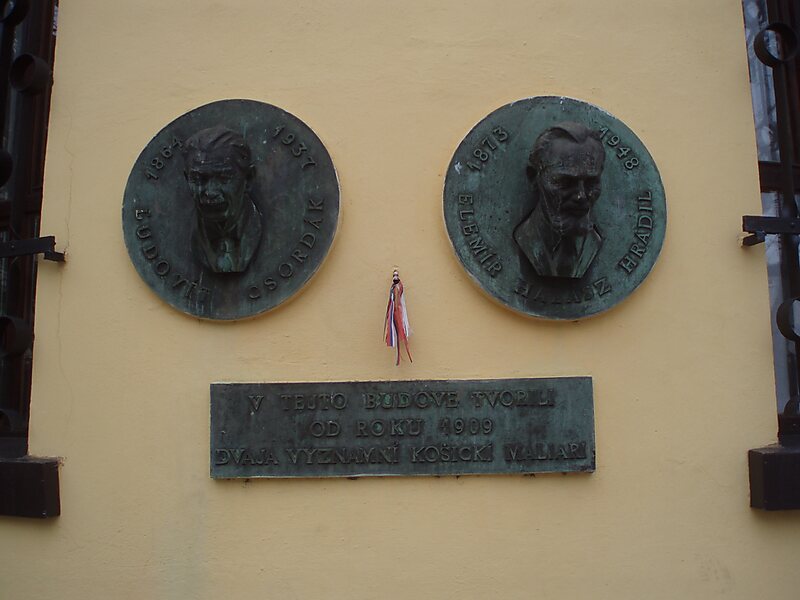 1864 1937
ĽUDOVÍT CSORDÁK
1873 1948
ELEMÍR HALÁSZ HRADIL
V TEJTO BUDOVE TVORILI
OD ROKU 1909
DVAJA VÝZNAMNÍ KOŠICKÍ MALIARI